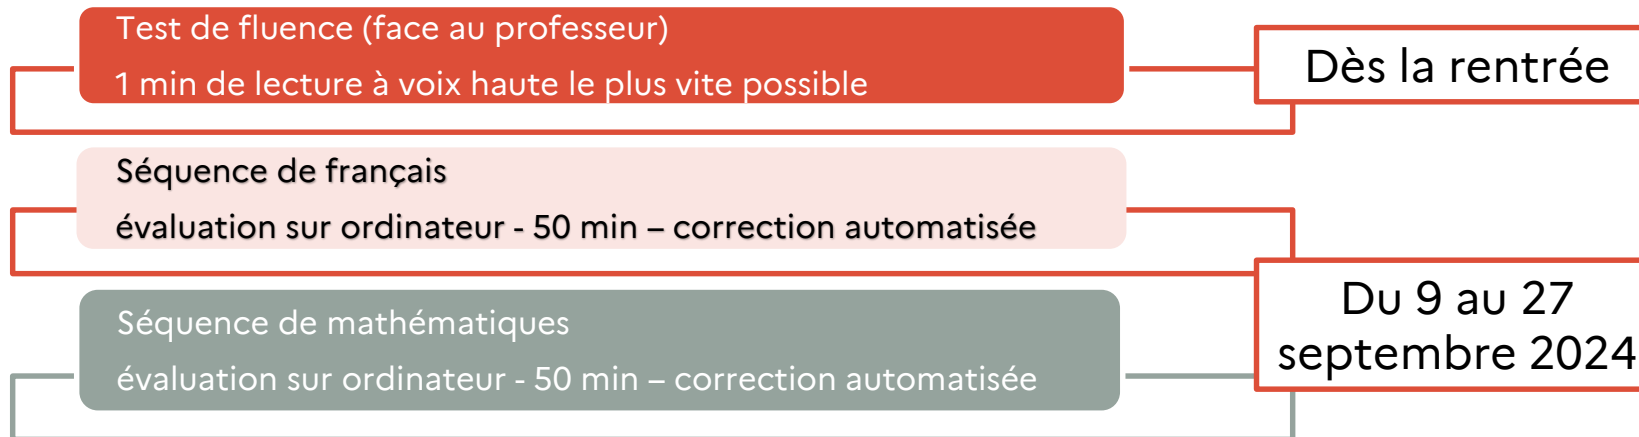 Test de fluence (face au professeur)
1 min de lecture à voix haute le plus vite possible
Dès la rentrée
Séquence de français
évaluation sur ordinateur - 50 min – correction automatisée
Séquence de mathématiques
évaluation sur ordinateur - 50 min – correction automatisée
Du 9 au 27
septembre 2024